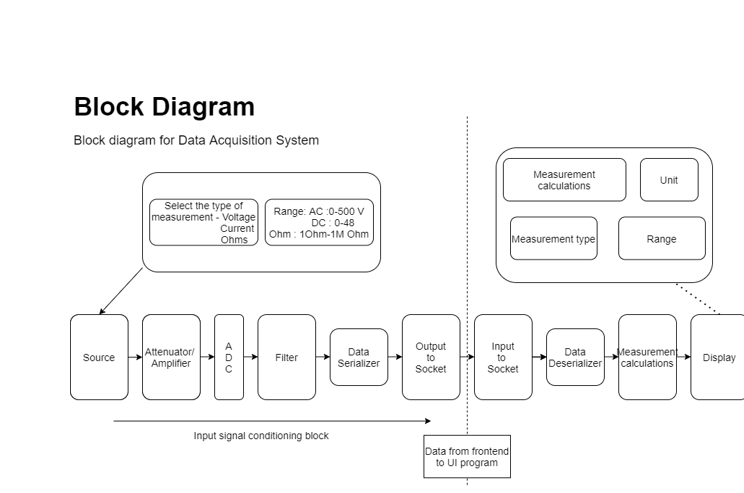 Block Diagram
Block diagram for Data Acquisition System
Select the type of
measurement - Voltage
Current
Ohms
Range: AC :0-500 V
DC : 0-48
Ohm : 1Ohm-1M Ohm
Measurement
calculations
Unit
Measurement type
Range
Source
Attenuator/
Amplifier
A
D
C
Filter
Data
Serializer
Output
to
Socket
Input
to
Socket
Data
Deserializer
Measurement
calculations
Display
Input signal conditioning block
Data from frontend
to UI program